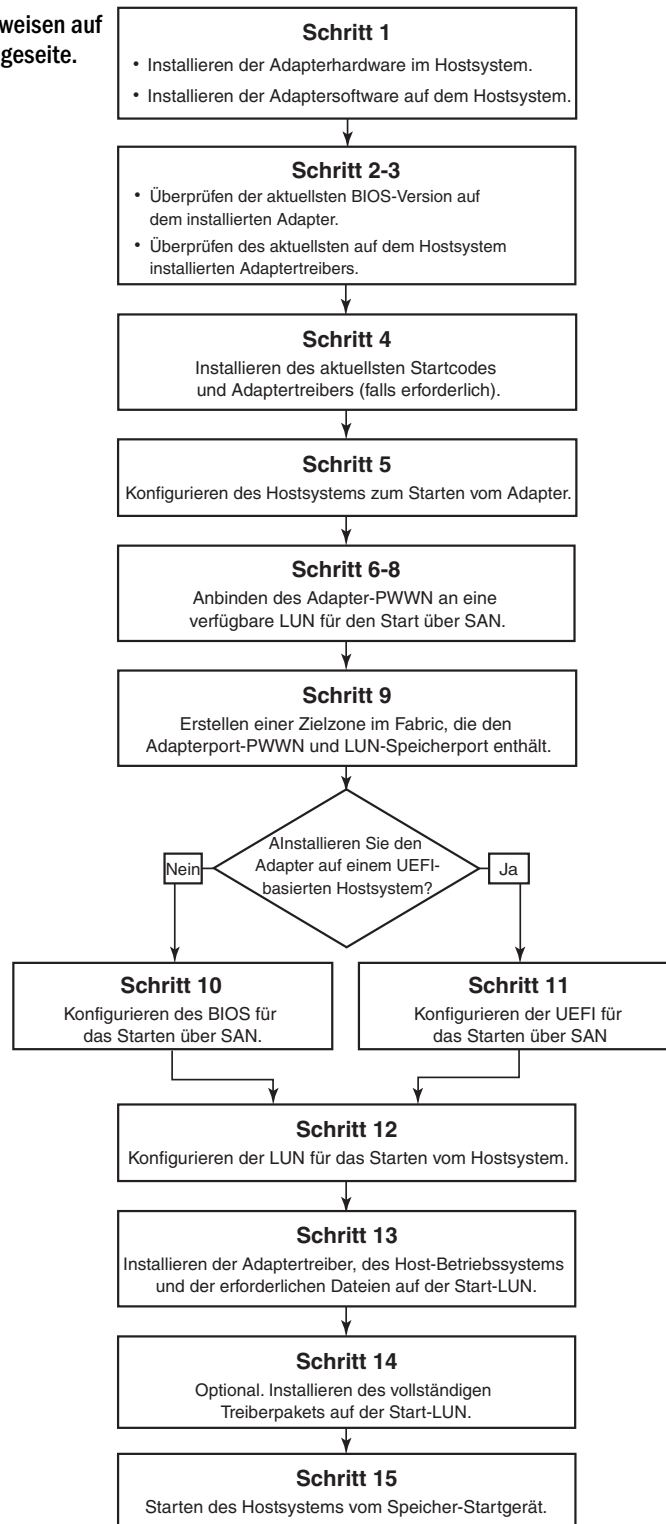 weisen auf
geseite.
Schritt 1
• Installieren der Adapterhardware im Hostsystem.
• Installieren der Adaptersoftware auf dem Hostsystem.
Schritt 2-3
• Überprüfen der aktuellsten BIOS-Version auf
dem installierten Adapter.
• Überprüfen des aktuellsten auf dem Hostsystem
installierten Adaptertreibers.
Schritt 4
Installieren des aktuellsten Startcodes
und Adaptertreibers (falls erforderlich).
Schritt 5
Konfigurieren des Hostsystems zum Starten vom Adapter.
Schritt 6-8
Anbinden des Adapter-PWWN an eine
verfügbare LUN für den Start über SAN.
Schritt 9
Erstellen einer Zielzone im Fabric, die den
Adapterport-PWWN und LUN-Speicherport enthält.
AInstallieren Sie den
Adapter auf einem UEFI-
basierten Hostsystem?
Nein
Ja
Schritt 10
Konfigurieren des BIOS für
das Starten über SAN.
Schritt 11
Konfigurieren der UEFI für
das Starten über SAN
Schritt 12
Konfigurieren der LUN für das Starten vom Hostsystem.
Schritt 13
Installieren der Adaptertreiber, des Host-Betriebssystems
und der erforderlichen Dateien auf der Start-LUN.
Schritt 14
Optional. Installieren des vollständigen
Treiberpakets auf der Start-LUN.
Schritt 15
Starten des Hostsystems vom Speicher-Startgerät.